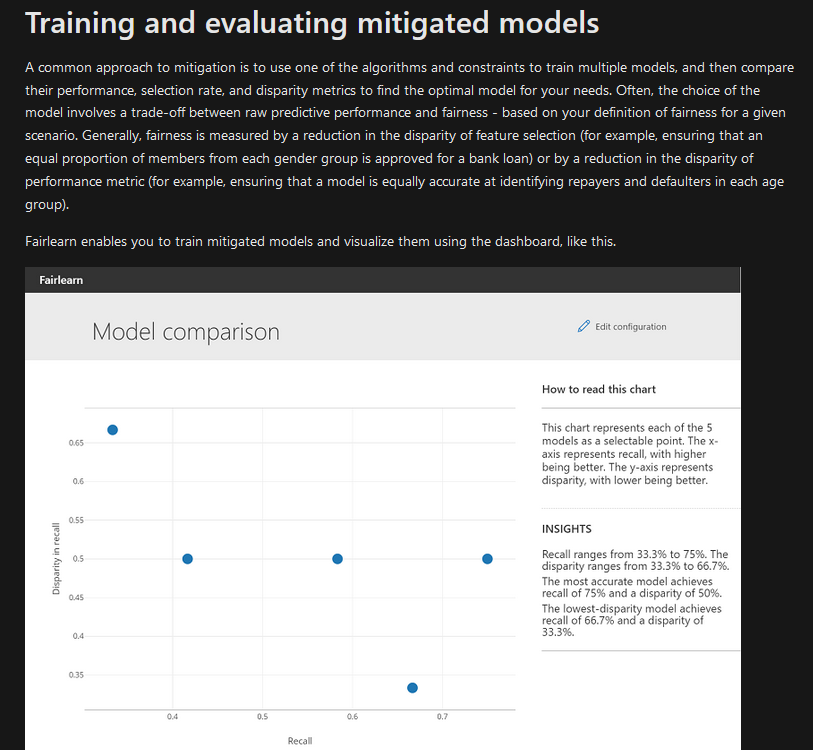 Training and evaluating mitigated models
A common approach to mitigation is to use one of the algorithms and constraints to train multiple models, and then compare
their performance, selection rate, and disparity metrics to find the optimal model for your needs. Often, the choice of the
model involves a trade-off between raw predictive performance and fairness - based on your definition of fairness for a given
scenario. Generally, fairness is measured by a reduction in the disparity of feature selection (for example, ensuring that an
equal proportion of members from each gender group is approved for a bank loan) or by a reduction in the disparity of
performance metric (for example, ensuring that a model is equally accurate at identifying repayers and defaulters in each age
group).
Fairlearn enables you to train mitigated models and visualize them using the dashboard, like this.
Fairlearn
Model comparison
Edit configuration
Disparity in recall
0.65
0.6
0.55
0.5
0.45
0.4
0.35
0.4
0.5
0.6
0.7
Recall
How to read this chart
This chart represents each of the 5
models as a selectable point. The x-
axis represents recall, with higher
being better. The y-axis represents
disparity, with lower being better.
INSIGHTS
Recall ranges from 33.3% to 75%. The
disparity ranges from 33.3% to 66.7%.
The most accurate model achieves
recall of 75% and a disparity of 50%.
The lowest-disparity model achieves
recall of 66.7% and a disparity of
33.3%.